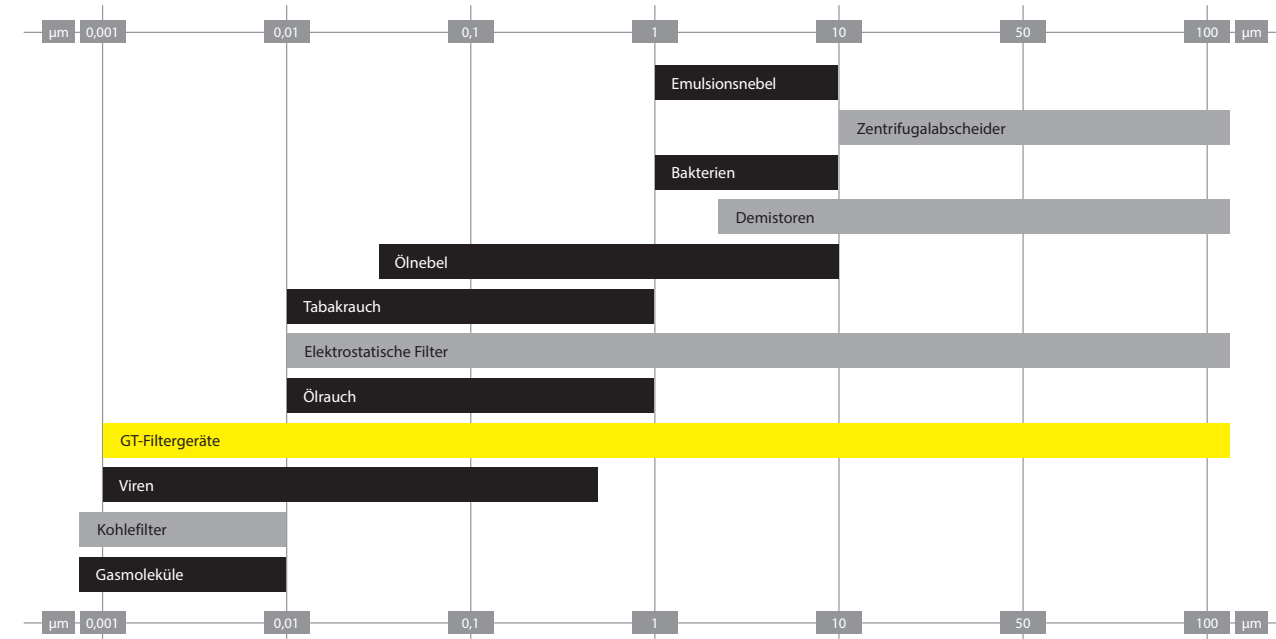 µm 0,001 0,01 0,1 1 10 50 100 µm
Emulsionsnebel
Zentrifugalabscheider
Bakterien
Demistoren
Ölnebel
Tabakrauch
Elektrostatische Filter
Ölrauch
GT-Filtergeräte
Viren
Kohlefilter
Gasmoleküle
µm 0,001 0,01 0,1 1 10 50 100 µm